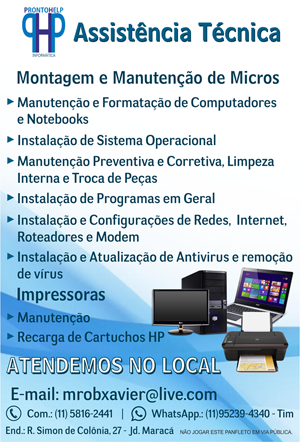 PRONTOHELP
INFORMÁTICA
Assistência Técnica
Montagem e Manutenção de Micros
Manutenção e Formatação de Computadores
e Notebooks
Instalação de Sistema Operacional
Manutenção Preventiva e Corretiva, Limpeza
Interna e Troca de Peças
Instalação de Programas em Geral
Instalação e Configurações de Redes, Internet,
Roteadores e Modem
Instalação e Atualização de Antivirus e remoção
de vírus
Impressoras
Manutenção
Recarga de Cartuchos HP
ATENDEMOS NO LOCAL
E-mail: mrobxavier@live.com
Com.: (11) 5816-2441 | WhatsApp.: (11)95239-4340 - Tim
End.: R. Simon de Colônia, 27 - Jd. Maracá NÃO JOGAR ESTE PANFLETO EM VIA PÚBLICA.